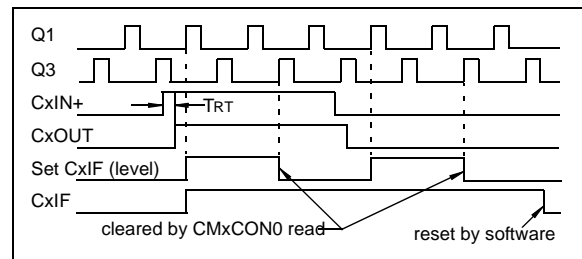 Q1
Q3
CxIN+
TRT
CxOUT
Set CxIF (level)
CxIF
cleared by CMxCON0 read
reset by software